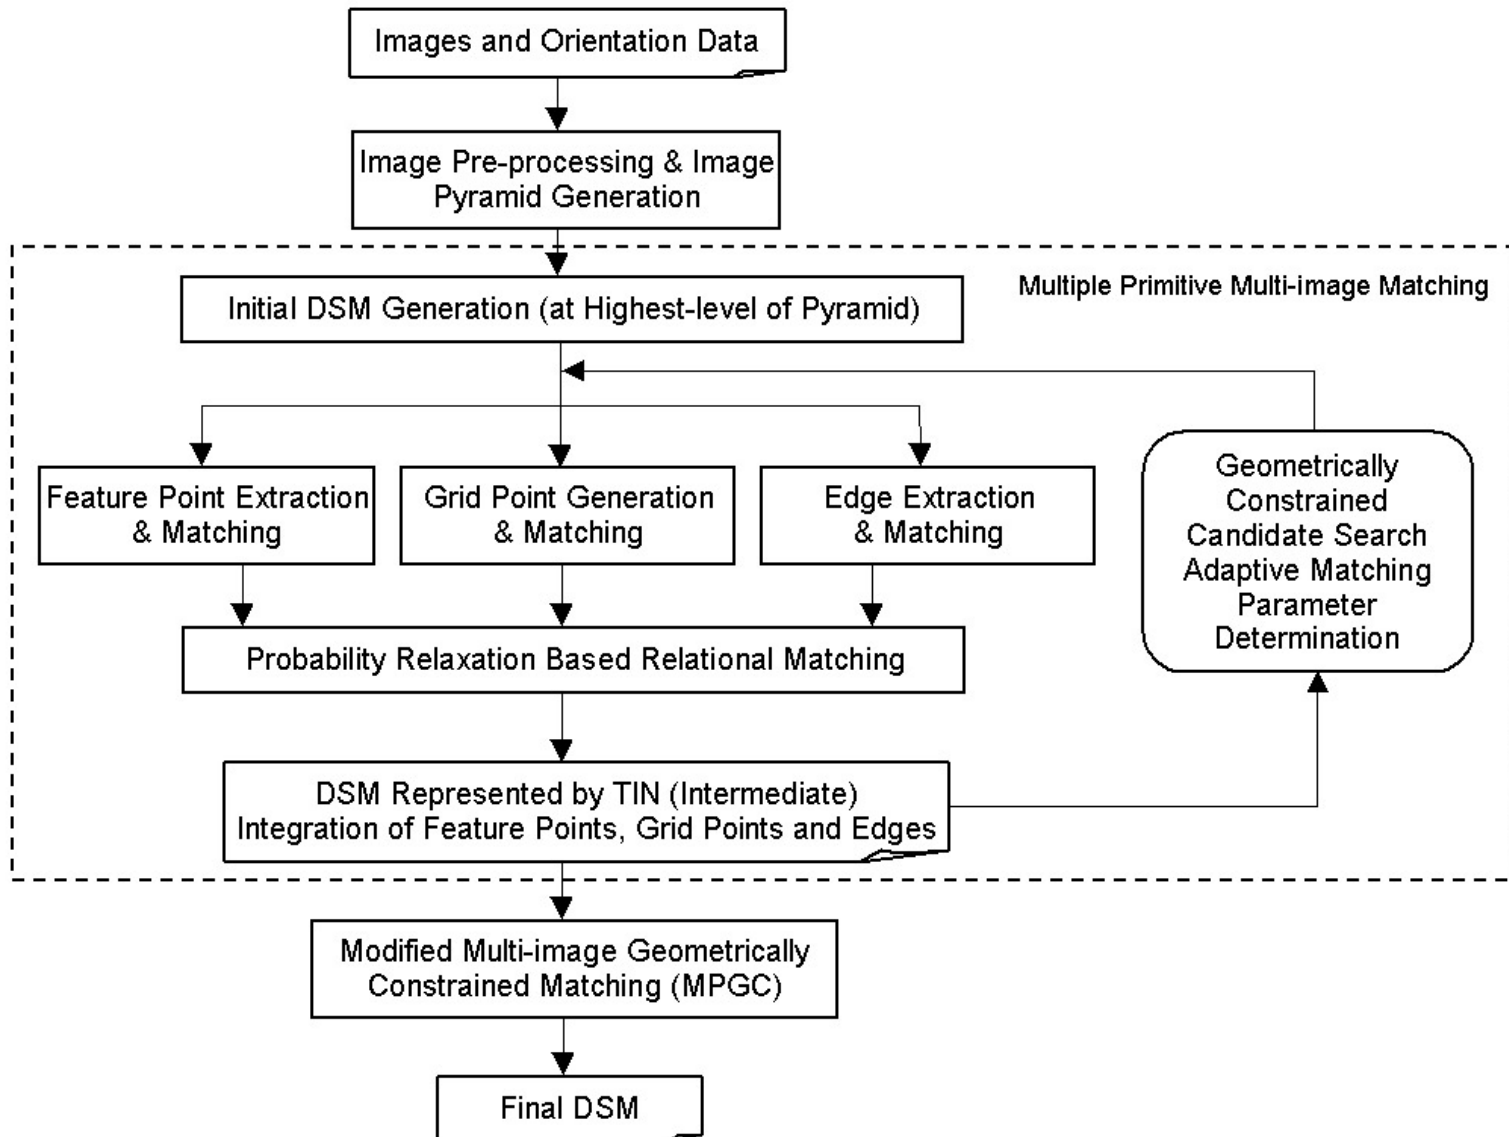 Images and Orientation Data
Image Pre-processing & Image
Pyramid Generation
Multiple Primitive Multi-image Matching
Initial DSM Generation (at Highest-level of Pyramid)
Feature Point Extraction
& Matching
Grid Point Generation
& Matching
Edge Extraction
& Matching
Geometrically
Constrained
Candidate Search
Adaptive Matching
Parameter
Determination
Probability Relaxation Based Relational Matching
DSM Represented by TIN (Intermediate)
Integration of Feature Points, Grid Points and Edges
Modified Multi-image Geometrically
Constrained Matching (MPGC)
Final DSM